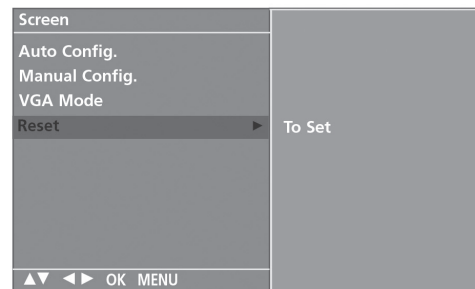 Screen
Auto Config.
Manual Config.
VGA Mode
Reset ► To Set
▲▼ ◄► OK MENU